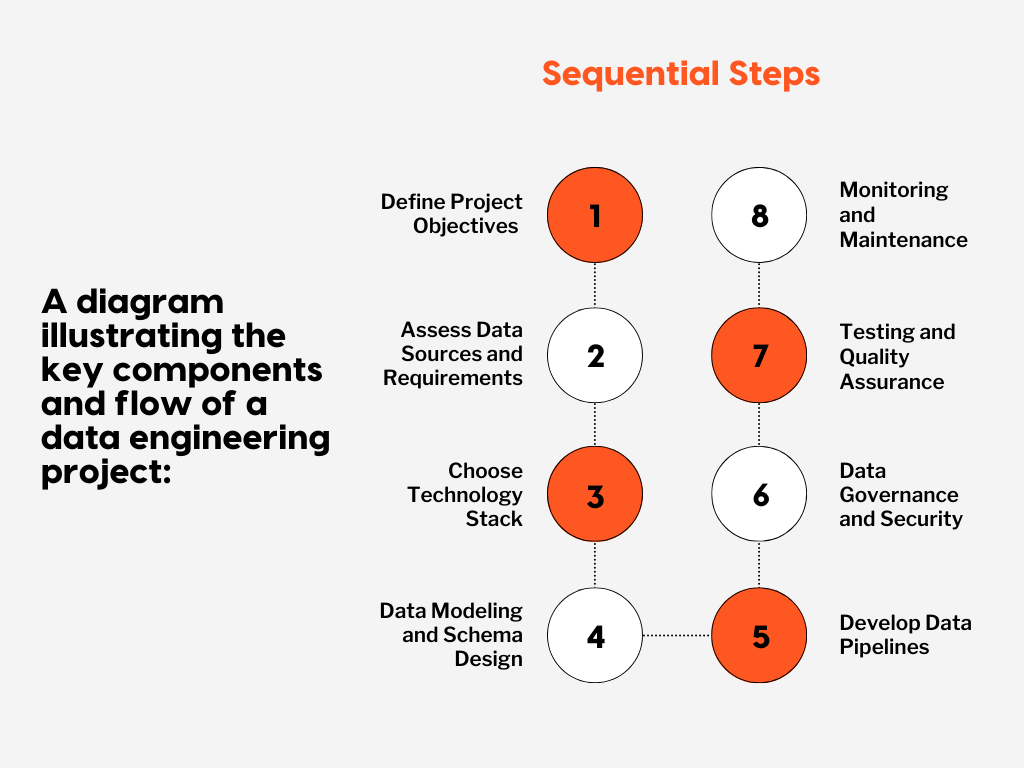 Sequential Steps
A diagram
illustrating the
key components
and flow of a
data engineering
project:
Define Project
Objectives
1
Assess Data
Sources and
Requirements
2
Choose
Technology
Stack
3
Data Modeling
and Schema
Design
4
5
Develop Data
Pipelines
6
Data
Governance
and Security
7
Testing and
Quality
Assurance
8
Monitoring
and
Maintenance